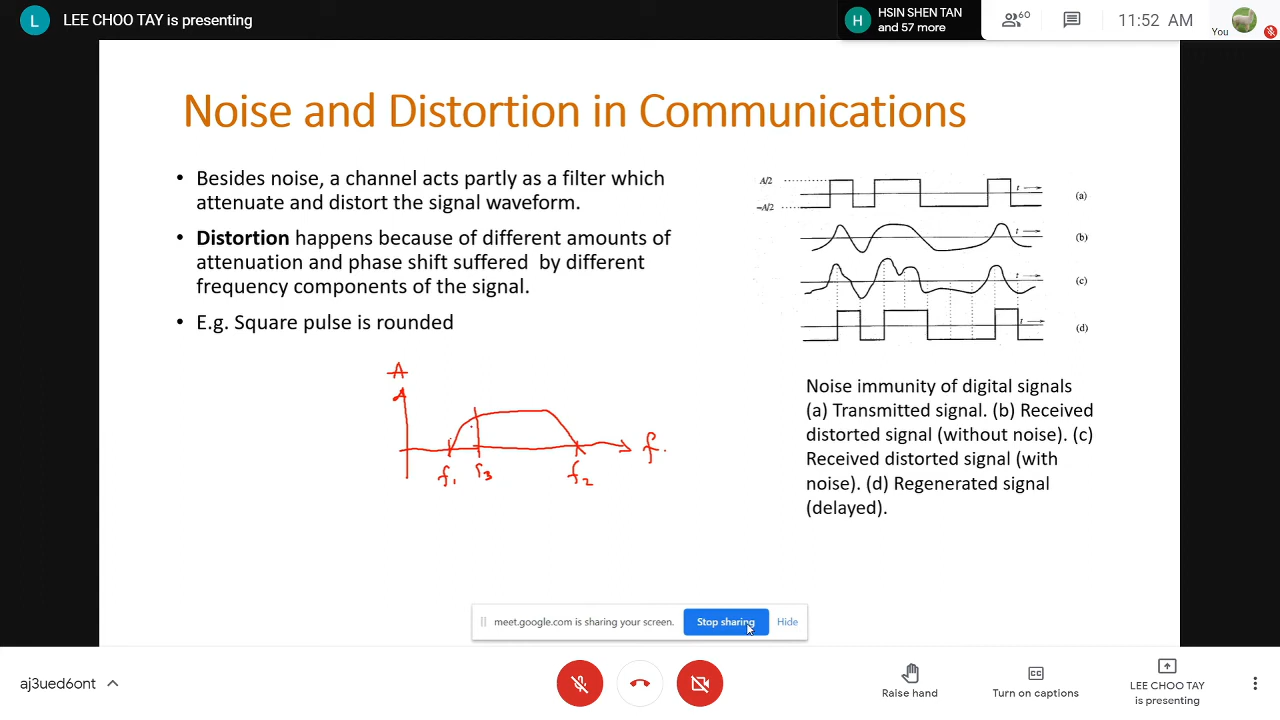 L LEE CHOO TAY is presenting
H HSIN SHEN TAN
and 57 more
60
11:52 AM
You
Noise and Distortion in Communications
• Besides noise, a channel acts partly as a filter which
attenuate and distort the signal waveform.
• Distortion happens because of different amounts of
attenuation and phase shift suffered by different
frequency components of the signal.
• E.g. Square pulse is rounded
A
f1 f3 f2 f.
A/2
t
(a)
−A/2
t
(b)
t
(c)
t
(d)
Noise immunity of digital signals
(a) Transmitted signal. (b) Received
distorted signal (without noise). (c)
Received distorted signal (with
noise). (d) Regenerated signal
(delayed).
meet.google.com is sharing your screen. Stop sharing Hide
aj3ued6ont
Raise hand
CC
Turn on captions
LEE CHOO TAY
is presenting